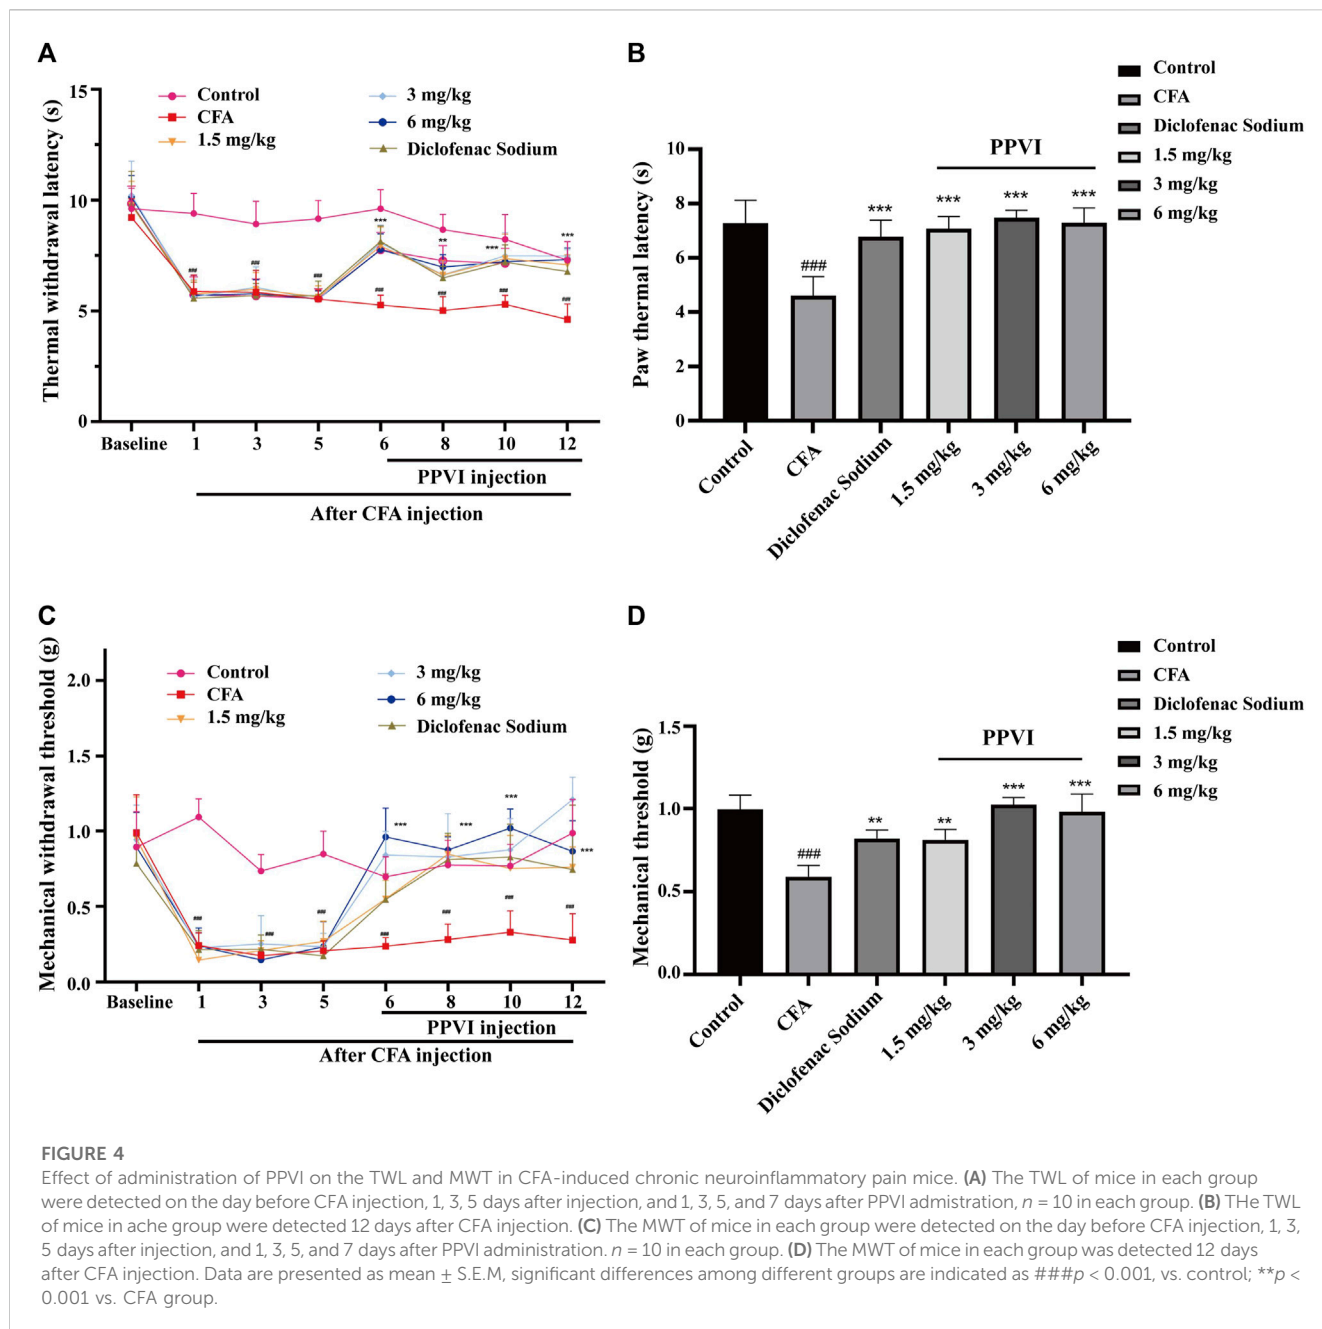 A
Thermal withdrawal latency (s)
15
10
5
0
Control
CFA
1.5 mg/kg
3 mg/kg
6 mg/kg
Diclofenac Sodium
***
**
***
***
###
###
###
###
###
###
###
Baseline 1 3 5 6 8 10 12
PPVI injection
After CFA injection
B
Paw thermal latency (s)
10
8
6
4
2
0
Control
CFA
Diclofenac Sodium
1.5 mg/kg
3 mg/kg
6 mg/kg
PPVI
###
***
***
***
***
Control
CFA
Diclofenac Sodium
1.5 mg/kg
3 mg/kg
6 mg/kg
C
Mechanical withdrawal threshold (g)
2.0
1.5
1.0
0.5
0.0
Control
CFA
1.5 mg/kg
3 mg/kg
6 mg/kg
Diclofenac Sodium
***
***
***
***
###
###
###
###
###
###
###
Baseline 1 3 5 6 8 10 12
PPVI injection
After CFA injection
D
Mechanical threshold (g)
1.5
1.0
0.5
0.0
Control
CFA
Diclofenac Sodium
1.5 mg/kg
3 mg/kg
6 mg/kg
PPVI
###
**
**
***
***
Control
CFA
Diclofenac Sodium
1.5 mg/kg
3 mg/kg
6 mg/kg
FIGURE 4
Effect of administration of PPVI on the TWL and MWT in CFA-induced chronic neuroinflammatory pain mice. (A) The TWL of mice in each group
were detected on the day before CFA injection, 1, 3, 5 days after injection, and 1, 3, 5, and 7 days after PPVI admistration, n = 10 in each group. (B) THe TWL
of mice in ache group were detected 12 days after CFA injection. (C) The MWT of mice in each group were detected on the day before CFA injection, 1, 3,
5 days after injection, and 1, 3, 5, and 7 days after PPVI administration. n = 10 in each group. (D) The MWT of mice in each group was detected 12 days
after CFA injection. Data are presented as mean ± S.E.M, significant differences among different groups are indicated as ###p < 0.001, vs. control; **p <
0.001 vs. CFA group.